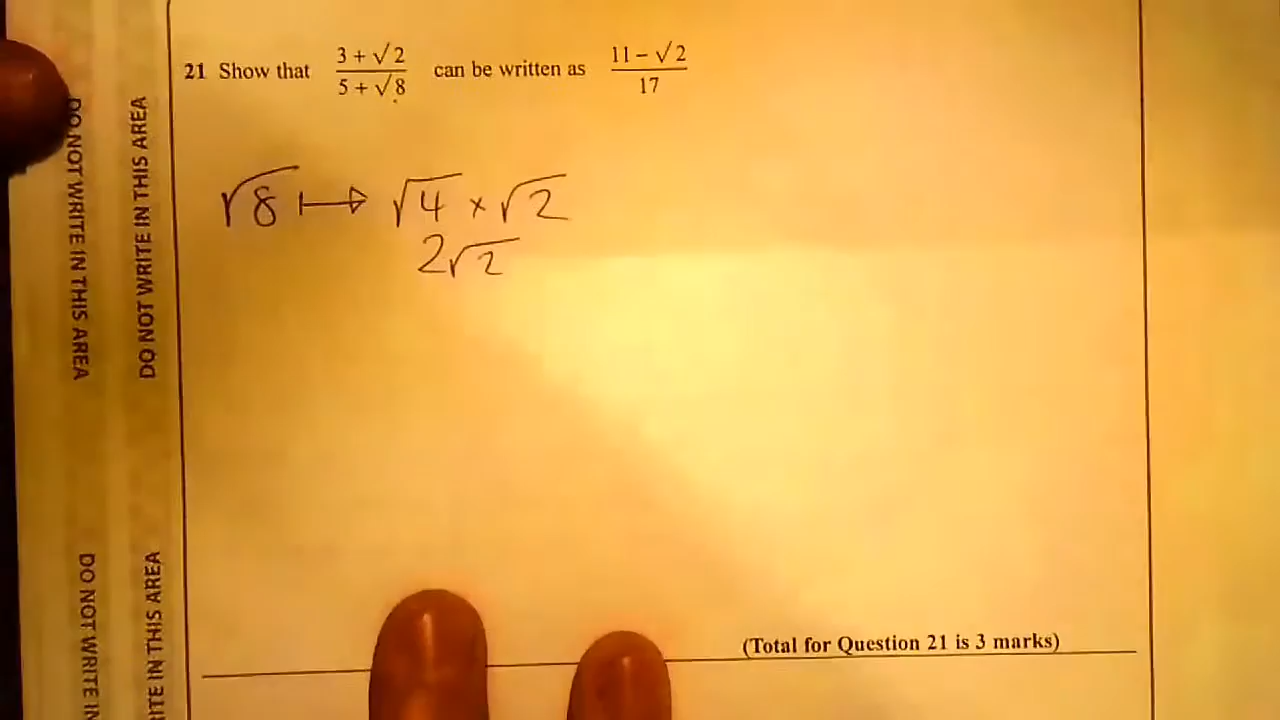 21 Show that (3 + √2)/(5 + √8) can be written as (11 − √2)/17
√8 ↦ √4 × √2
2√2
(Total for Question 21 is 3 marks)
DO NOT WRITE IN THIS AREA
DO NOT WRITE IN THIS AREA
DO NOT WRITE IN
ITE IN THIS AREA